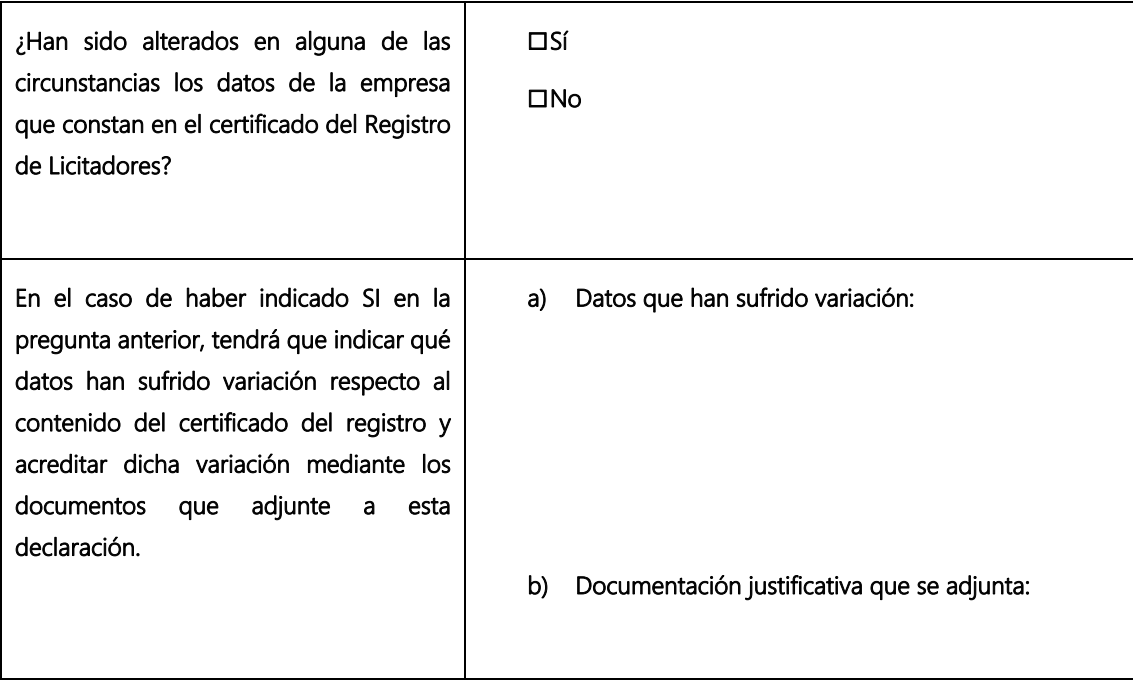 ¿Han sido alterados en alguna de las
circunstancias los datos de la empresa
que constan en el certificado del Registro
de Licitadores?
☐Sí
☐No
En el caso de haber indicado SI en la
pregunta anterior, tendrá que indicar qué
datos han sufrido variación respecto al
contenido del certificado del registro y
acreditar dicha variación mediante los
documentos que adjunte a esta
declaración.
a) Datos que han sufrido variación:
b) Documentación justificativa que se adjunta: